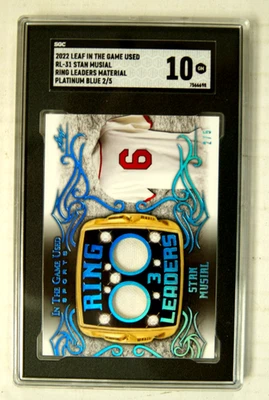 SGC
2022 LEAF IN THE GAME USED
RL-31 STAN MUSIAL
RING LEADERS MATERIAL
PLATINUM BLUE 2/5
10 GM
7066698
6
2/5
IN THE GAME USED
SPORTS
RING
3
LEADERS
STAN
MUSIAL